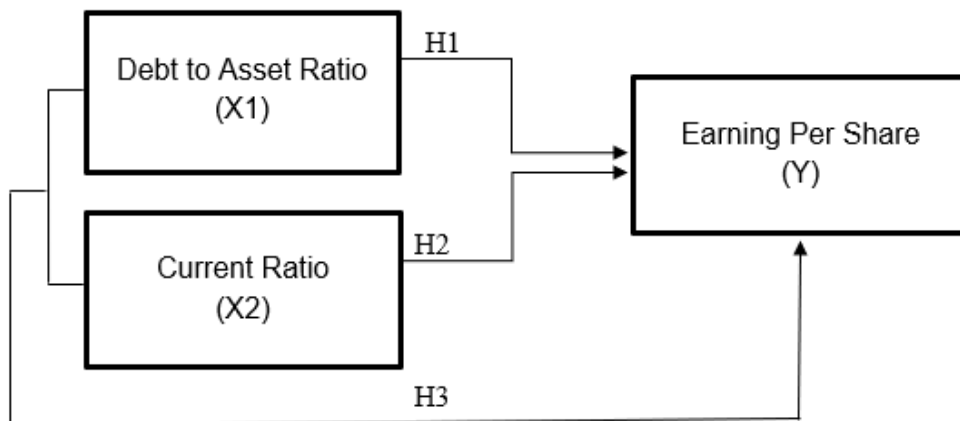 Debt to Asset Ratio
(X1)
H1
Earning Per Share
(Y)
Current Ratio
(X2)
H2
H3